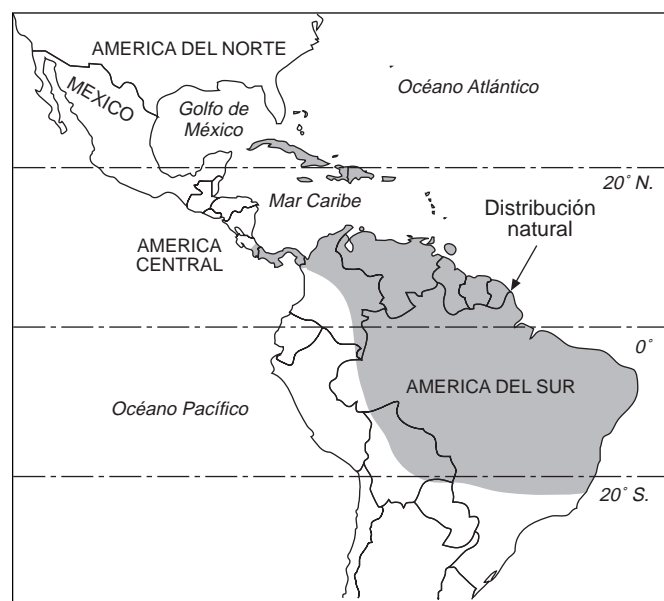 AMERICA DEL NORTE
MEXICO
Golfo de
México
Océano Atlántico
20° N.
Mar Caribe
Distribución
natural
AMERICA
CENTRAL
0°
AMERICA DEL SUR
Océano Pacífico
20° S.